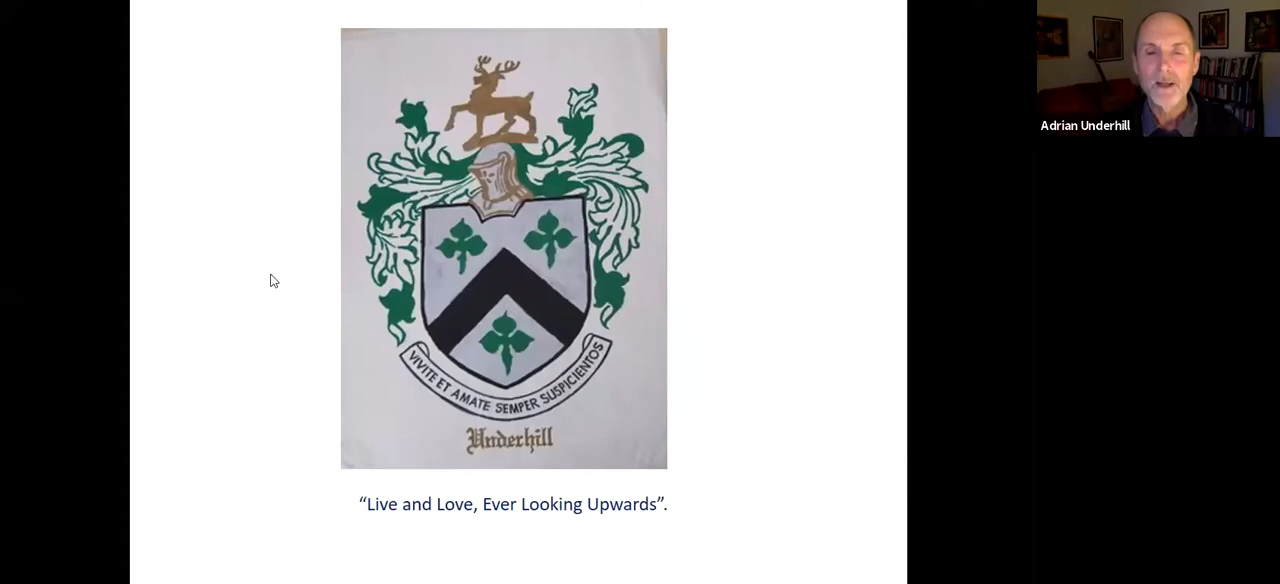 VIVITE ET AMATE SEMPER SUSPICIENTOS
Underhill
“Live and Love, Ever Looking Upwards”.
Adrian Underhill